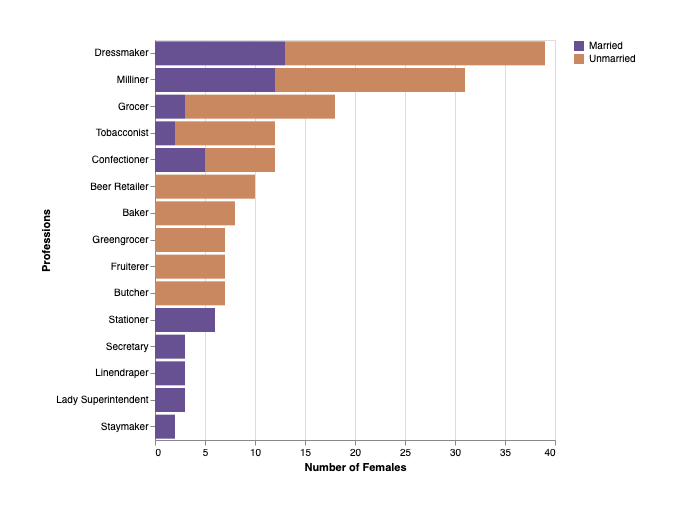 Married
Unmarried
Dressmaker
Milliner
Grocer
Tobacconist
Confectioner
Beer Retailer
Baker
Greengrocer
Fruiterer
Butcher
Stationer
Secretary
Linendraper
Lady Superintendent
Staymaker
Professions
0 5 10 15 20 25 30 35 40
Number of Females